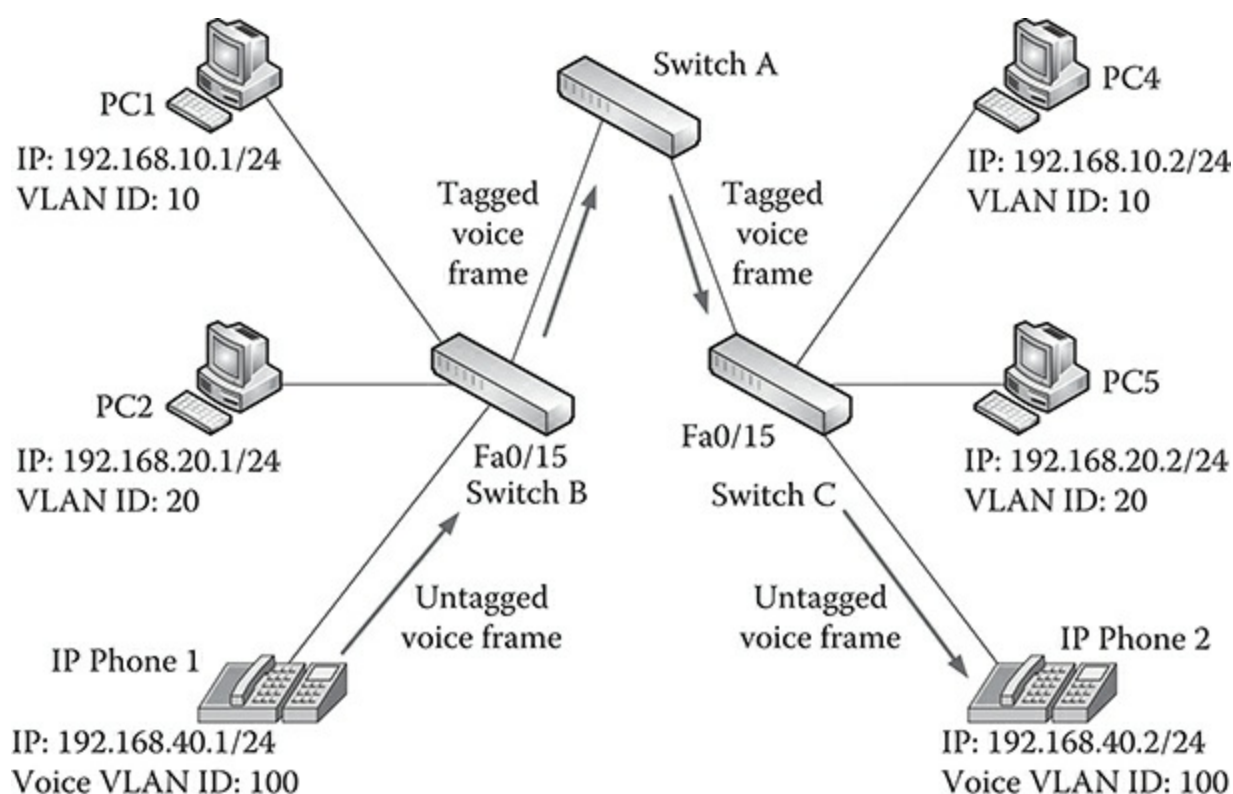 Switch A
PC1
IP: 192.168.10.1/24
VLAN ID: 10
PC4
IP: 192.168.10.2/24
VLAN ID: 10
Tagged
voice
frame
Tagged
voice
frame
PC2
IP: 192.168.20.1/24
VLAN ID: 20
Fa0/15
Switch B
Fa0/15
Switch C
PC5
IP: 192.168.20.2/24
VLAN ID: 20
Untagged
voice frame
Untagged
voice frame
IP Phone 1
IP: 192.168.40.1/24
Voice VLAN ID: 100
IP Phone 2
IP: 192.168.40.2/24
Voice VLAN ID: 100